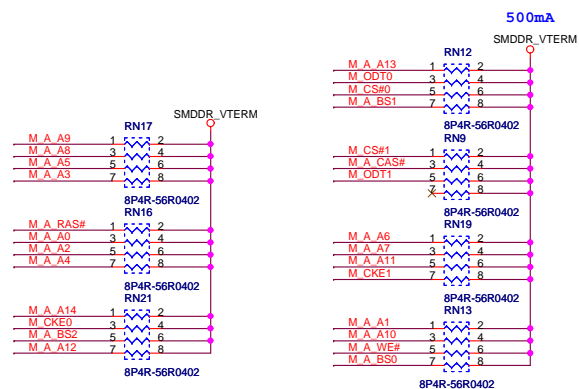 500mA
SMDDR_VTERM
RN12
M_A_A13 1 2
M_ODT0 3 4
M_CS#0 5 6
M_A_BS1 7 8
8P4R-56R0402
RN9
M_CS#1 1 2
M_A_CAS# 3 4
M_ODT1 5 6
7 8
8P4R-56R0402
RN19
M_A_A6 1 2
M_A_A7 3 4
M_A_A11 5 6
M_CKE1 7 8
8P4R-56R0402
RN13
M_A_A1 1 2
M_A_A10 3 4
M_A_WE# 5 6
M_A_BS0 7 8
8P4R-56R0402
SMDDR_VTERM
RN17
M_A_A9 1 2
M_A_A8 3 4
M_A_A5 5 6
M_A_A3 7 8
8P4R-56R0402
RN16
M_A_RAS# 1 2
M_A_A0 3 4
M_A_A2 5 6
M_A_A4 7 8
8P4R-56R0402
RN21
M_A_A14 1 2
M_CKE0 3 4
M_A_BS2 5 6
M_A_A12 7 8
8P4R-56R0402